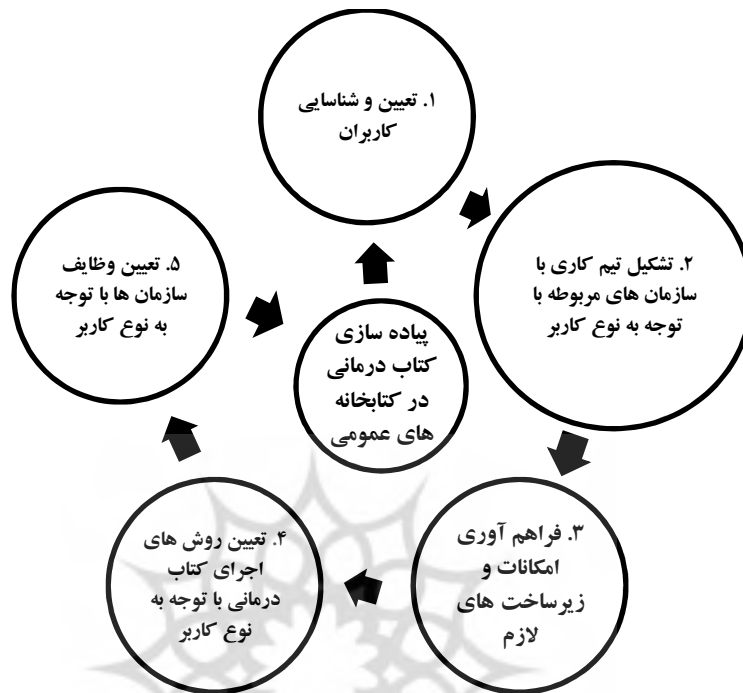 ۱. تعیین و شناسایی
کاربران
۲. تشکیل تیم کاری با
سازمان های مربوطه با
توجه به نوع کاربر
۳. فراهم آوری
امکانات و
زیرساخت های
لازم
۴. تعیین روش های
اجرای کتاب
درمانی با توجه به
نوع کاربر
۵. تعیین وظایف
سازمان ها با توجه
به نوع کاربر
پیاده سازی
کتاب درمانی
در کتابخانه
های عمومی